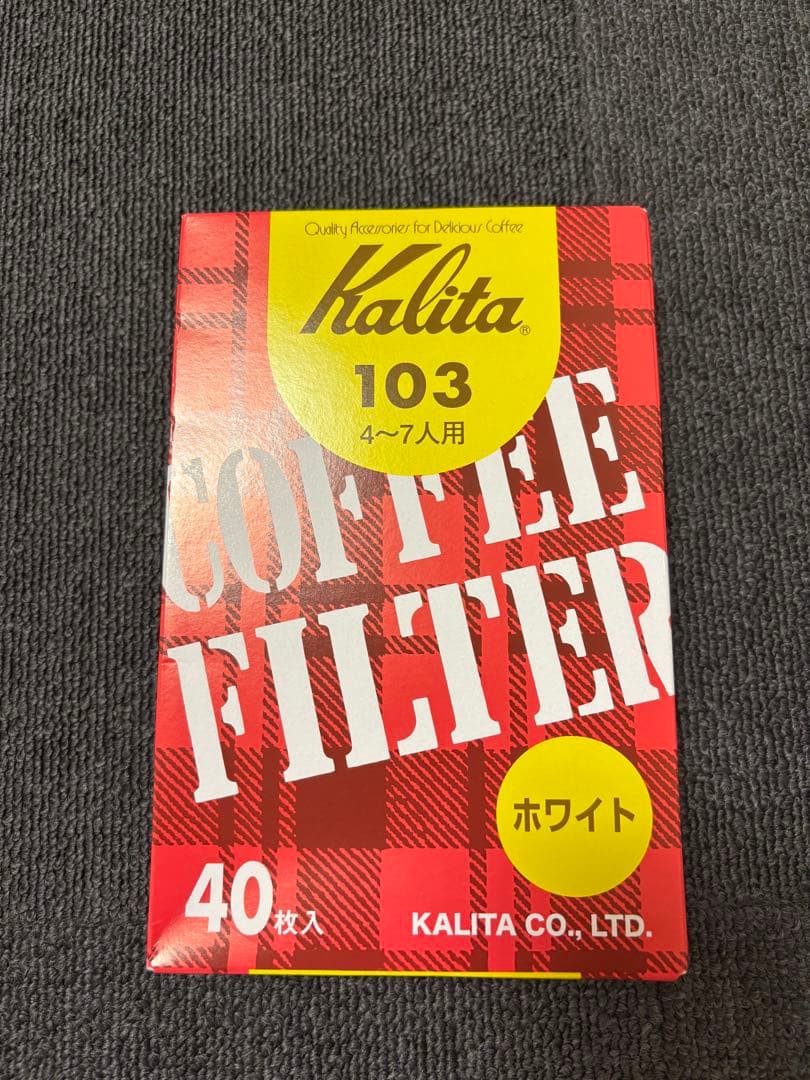 Quality Accessories for Delicious Coffee
Kalita®
103
4〜7人用
COFFEE
FILTER
ホワイト
40枚入
KALITA CO., LTD.